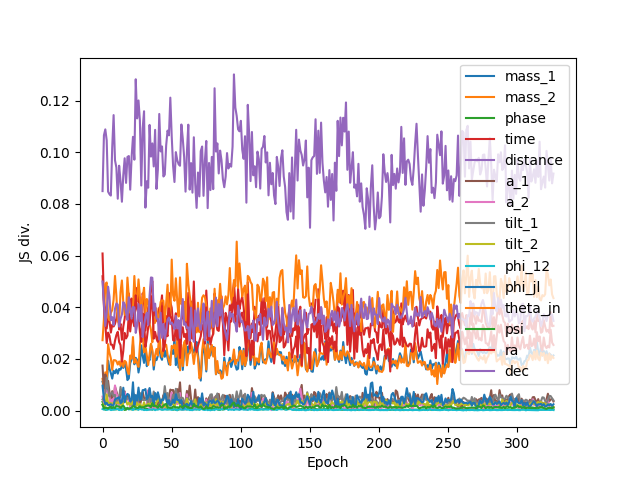 JS div.
0.12
0.10
0.08
0.06
0.04
0.02
0.00
0
50
100
150
200
250
300
Epoch
mass_1
mass_2
phase
time
distance
a_1
a_2
tilt_1
tilt_2
phi_12
phi_jl
theta_jn
psi
ra
dec